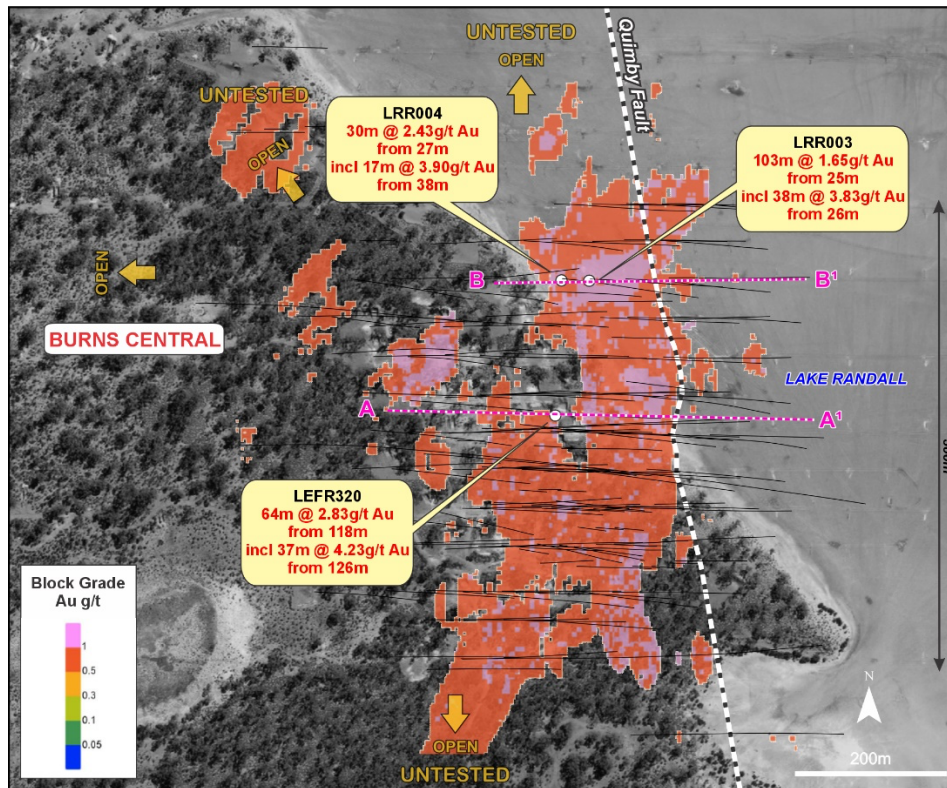 UNTESTED
OPEN
Quimby Fault
UNTESTED
OPEN
LRR004
30m @ 2.43g/t Au
from 27m
incl 17m @ 3.90g/t Au
from 38m
LRR003
103m @ 1.65g/t Au
from 25m
incl 38m @ 3.83g/t Au
from 26m
OPEN
B
B¹
BURNS CENTRAL
LAKE RANDALL
A
A¹
LEFR320
64m @ 2.83g/t Au
from 118m
incl 37m @ 4.23g/t Au
from 126m
Block Grade
Au g/t
1
0.5
0.3
0.1
0.05
OPEN
UNTESTED
N
200m